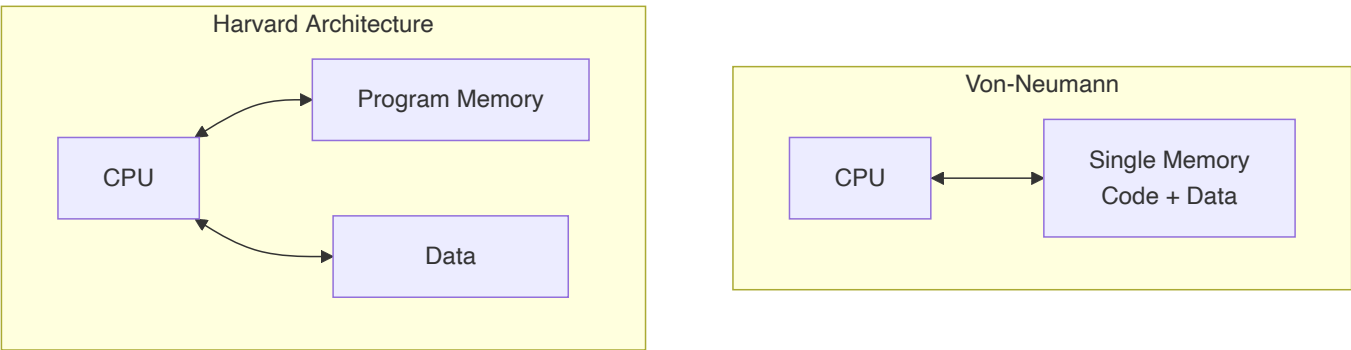 Harvard Architecture
Program Memory
CPU
Data
Von-Neumann
CPU
Single Memory
Code + Data